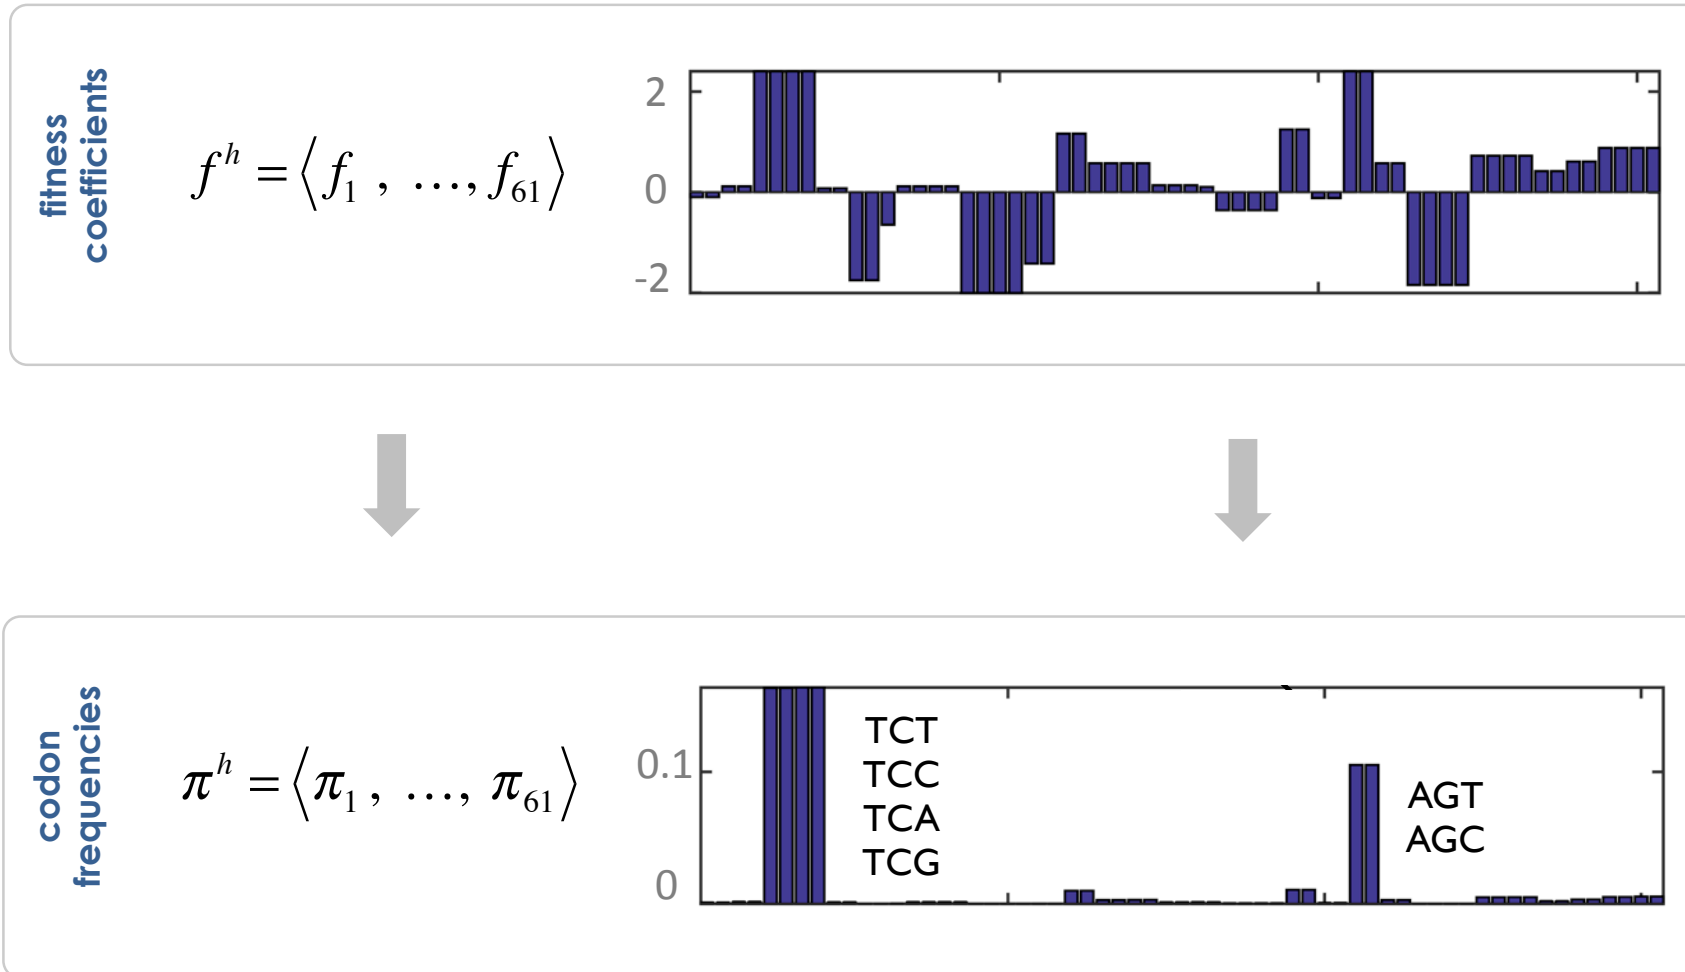 fitness
coefficients
f^h = ⟨f_1 , …, f_61⟩
2
0
-2
codon
frequencies
π^h = ⟨π_1 , …, π_61⟩
0.1
0
TCT
TCC
TCA
TCG
AGT
AGC